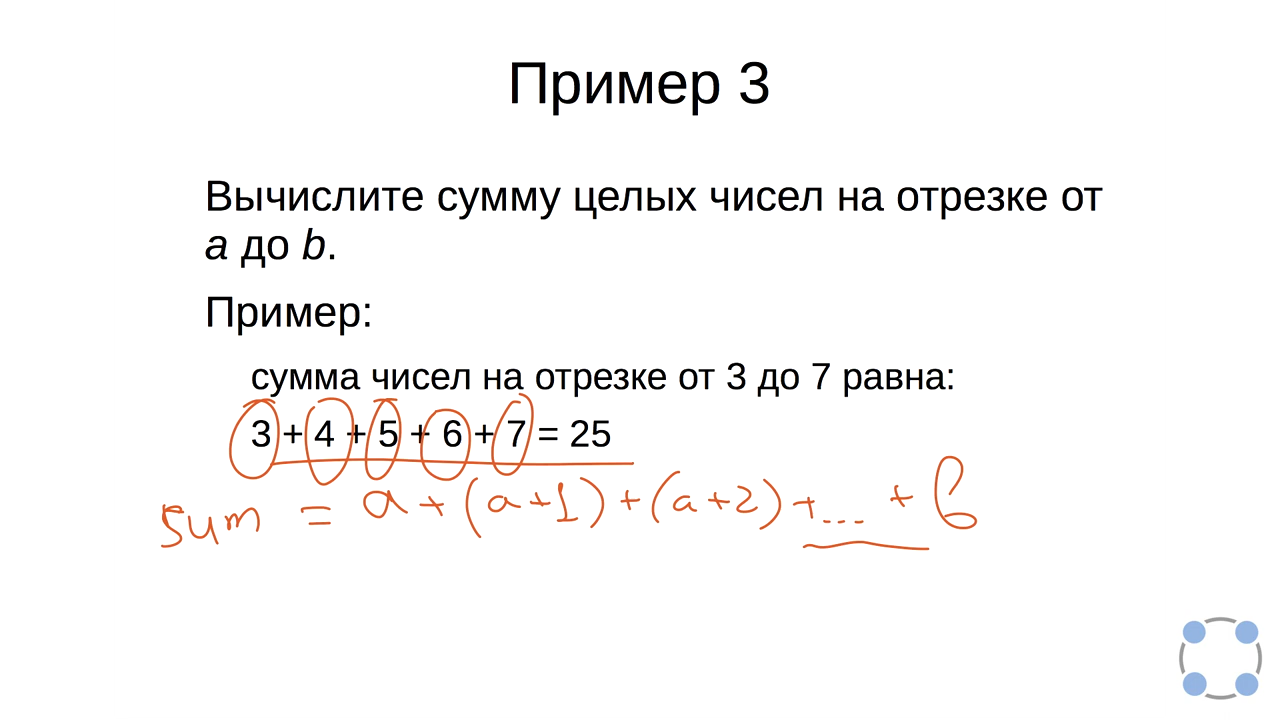 Пример 3
Вычислите сумму целых чисел на отрезке от
a до b.
Пример:
сумма чисел на отрезке от 3 до 7 равна:
3 + 4 + 5 + 6 + 7 = 25
sum = a + (a+1) + (a+2) + ... + b